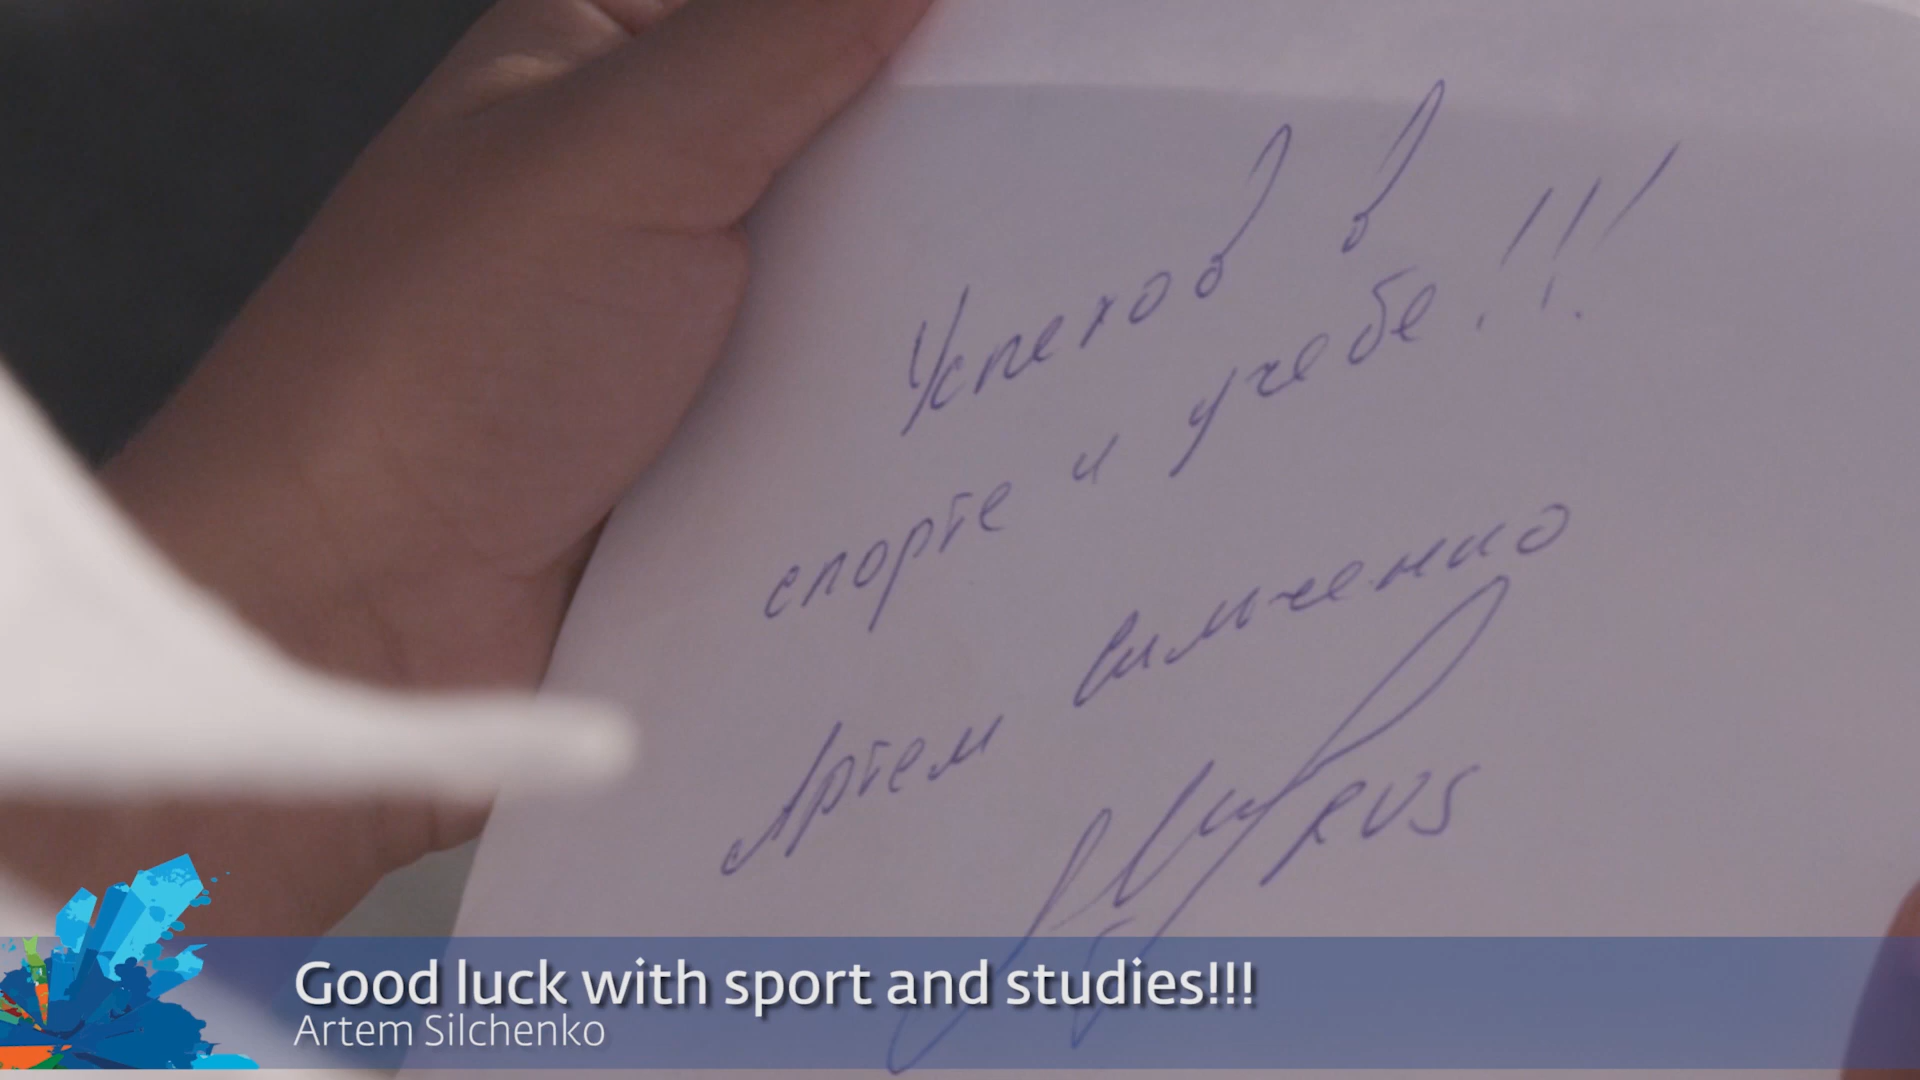 Успехов в
спорте и учебе!!!
Артем Сильченко
RUS
Good luck with sport and studies!!!
Artem Silchenko